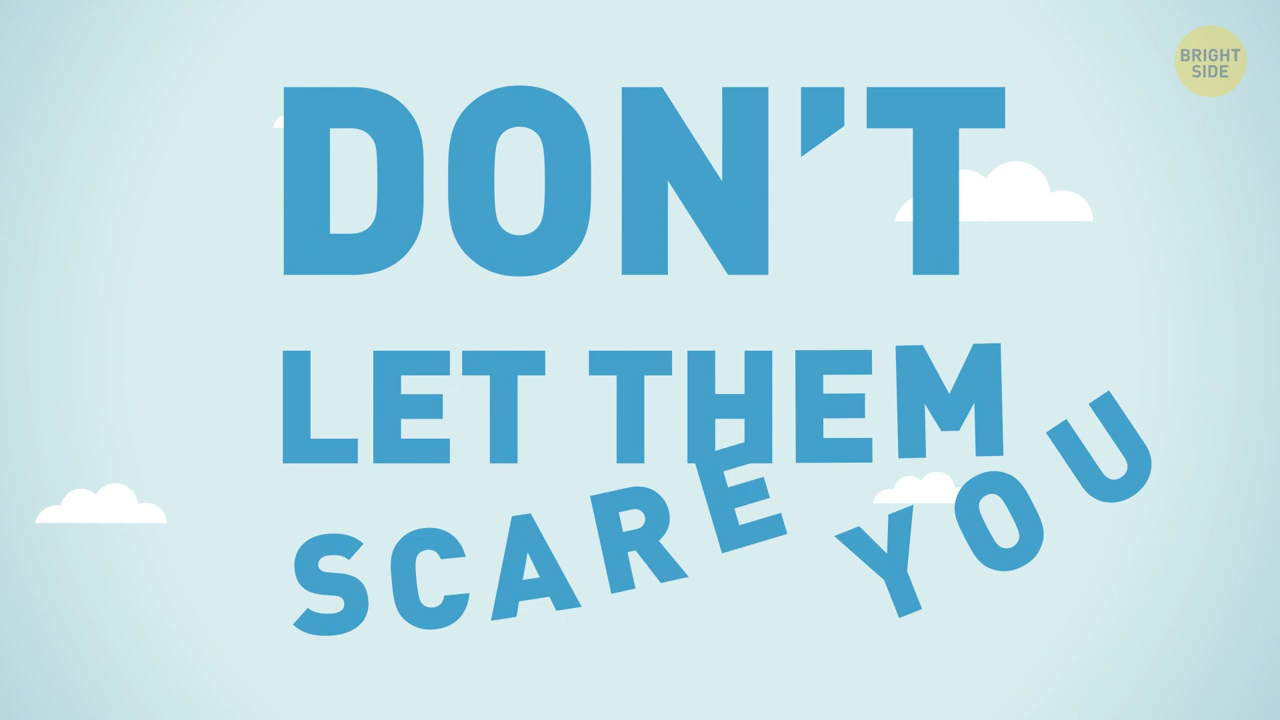 BRIGHT
SIDE
DON'T
LET THEM
SCARE YOU